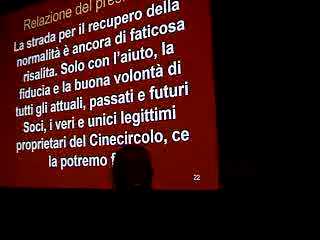 Relazione del
La strada per il recupero della
normalità è ancora di faticosa
risalita. Solo con l'aiuto, la
fiducia e la buona volontà di
tutti gli attuali, passati e futuri
Soci, i veri e unici legittimi
proprietari del Cinecircolo, ce
la potremo
22